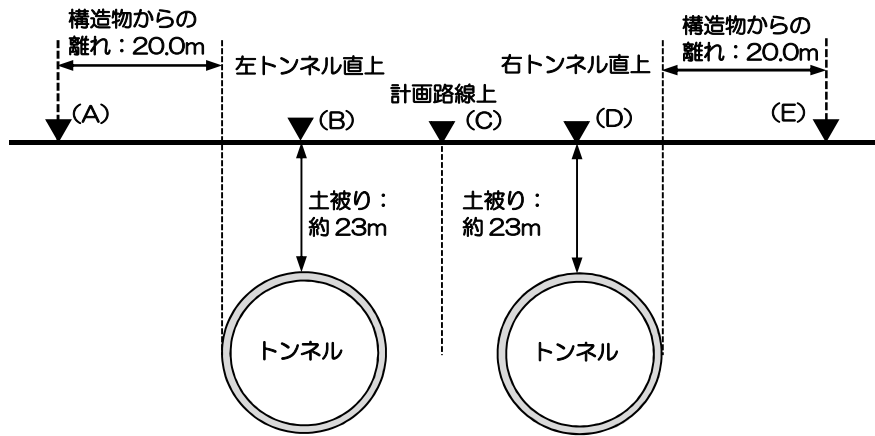 構造物からの
離れ：20.0m
構造物からの
離れ：20.0m
左トンネル直上
右トンネル直上
計画路線上
（A）
（B）
（C）
（D）
（E）
土被り：
約23m
土被り：
約23m
トンネル
トンネル